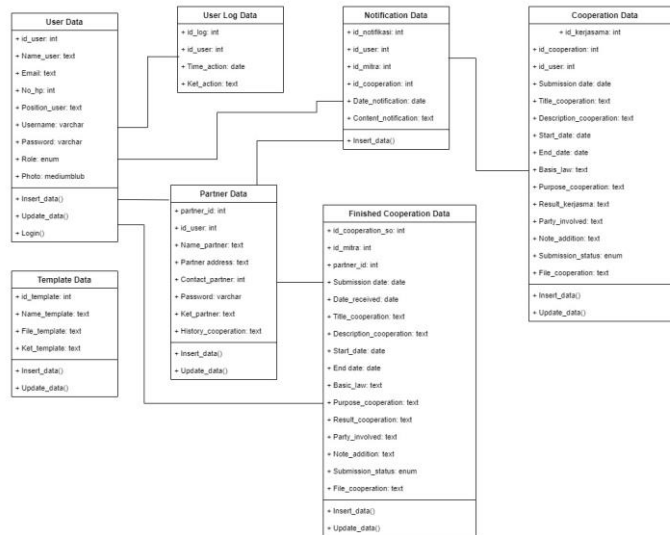 User Data
+ id_user: int
+ Name_user: text
+ Email: text
+ No_hp: int
+ Position_user: text
+ Username: varchar
+ Password: varchar
+ Role: enum
+ Photo: mediumblub
+ Insert_data()
+ Update_data()
+ Login()
User Log Data
+ id_log: int
+ id_user: int
+ Time_action: date
+ Ket_action: text
Notification Data
+ id_notifikasi: int
+ id_user: int
+ id_mitra: int
+ id_cooperation: int
+ Date_notification: date
+ Content_notification: text
+ Insert_data()
Cooperation Data
+ id_kerjasama: int
+ id_cooperation: int
+ id_user: int
+ Submission date: date
+ Title_cooperation: text
+ Description_cooperation: text
+ Start_date: date
+ End_date: date
+ Basis_law: text
+ Purpose_cooperation: text
+ Result_kerjasma: text
+ Party_involved: text
+ Note_addition: text
+ Submission_status: enum
+ File_cooperation: text
+ Insert_data()
+ Update_data()
Partner Data
+ partner_id: int
+ id_user: int
+ Name_partner: text
+ Partner address: text
+ Contact_partner: int
+ Password: varchar
+ Ket_partner: text
+ History_cooperation: text
+ Insert_data()
+ Update_data()
Finished Cooperation Data
+ id_cooperation_so: int
+ id_mitra: int
+ partner_id: int
+ Submission date: date
+ Date_received: date
+ Title_cooperation: text
+ Description_cooperation: text
+ Start_date: date
+ End date: date
+ Basic_law: text
+ Purpose_cooperation: text
+ Result_cooperation: text
+ Party_involved: text
+ Note_addition: text
+ Submission_status: enum
+ File_cooperation: text
+ Insert_data()
+ Update_data()
Template Data
+ id_template: int
+ Name_template: text
+ File_template: text
+ Ket_template: text
+ Insert_data()
+ Update_data()